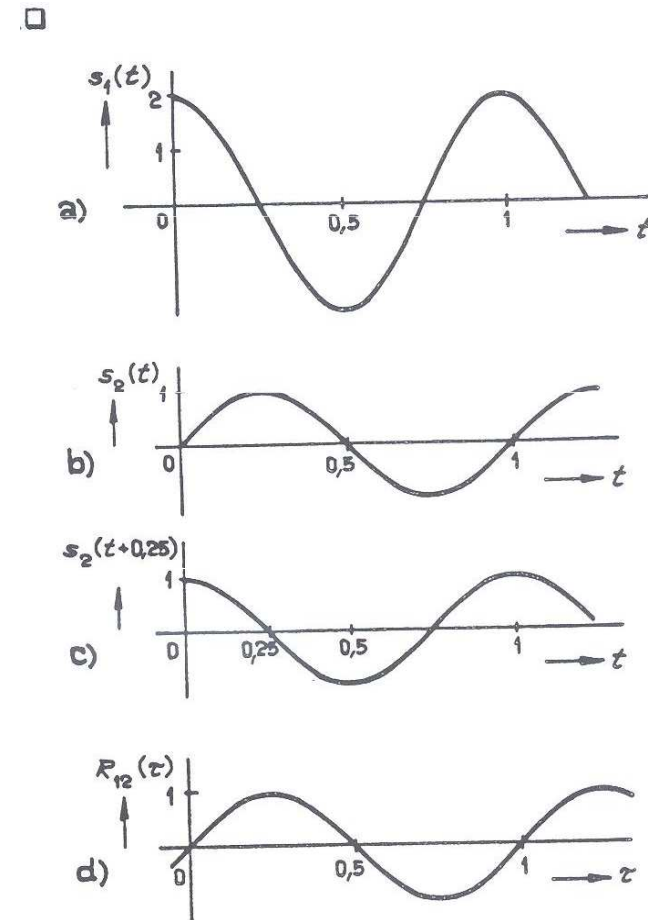 s₁(t)
2
1
a)
0 0,5 1 t
s₂(t)
1
b)
0 0,5 1 t
s₂(t+0,25)
1
c)
0 0,25 0,5 1 t
R₁₂(τ)
1
d)
0 0,5 1 τ